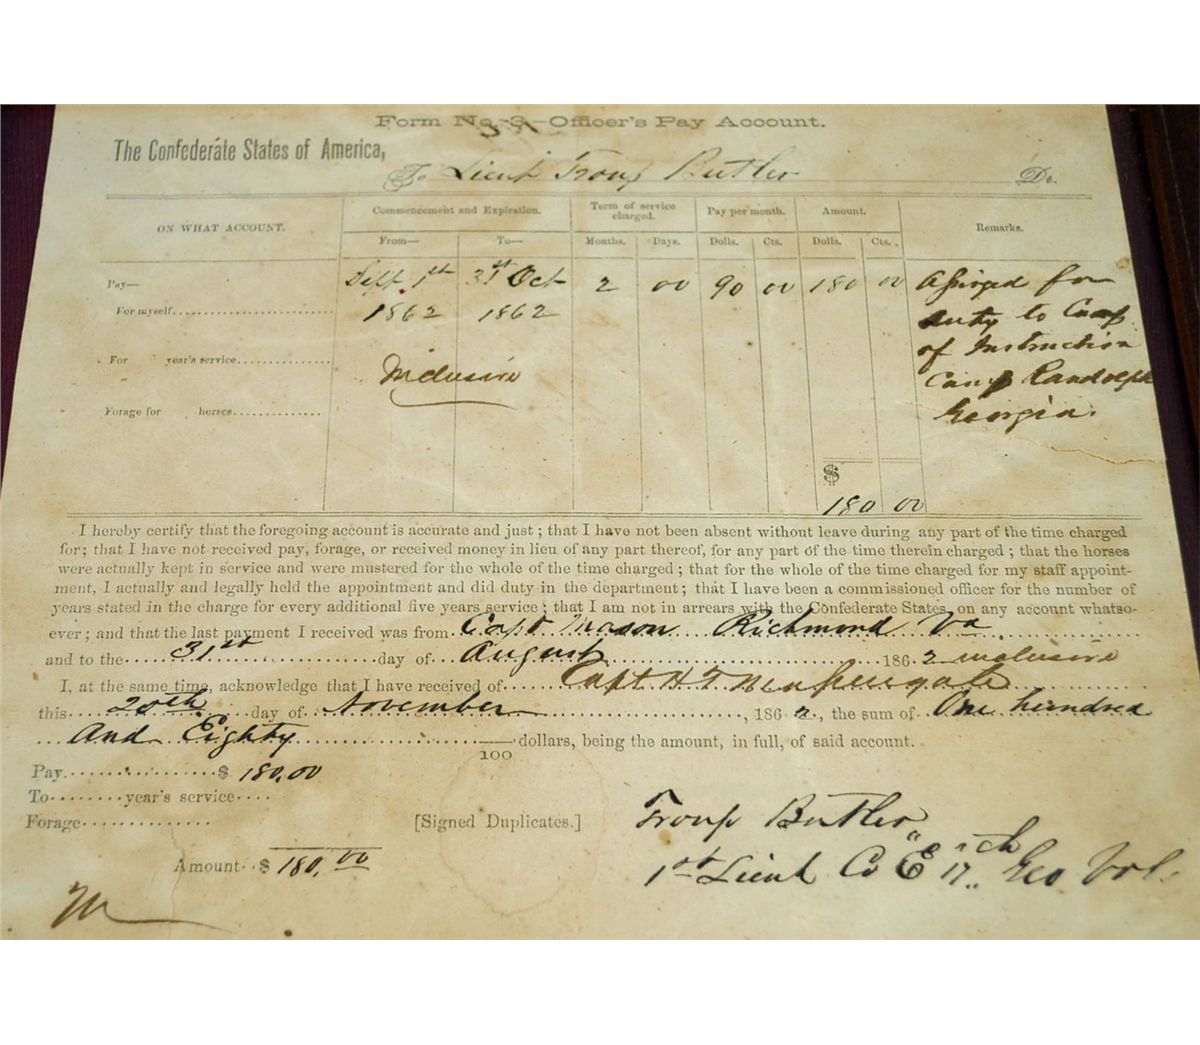 Form No. 3—Officer's Pay Account.
The Confederate States of America,
To Lieut Troup Butler Dr.
ON WHAT ACCOUNT. Commencement and Expiration. Term of service charged. Pay per month. Amount. Remarks.
From— To— Months. Days. Dolls. Cts. Dolls. Cts.
Pay— Sept. 1st 31st Oct 2 00 90 00 180 00 Assigned for
For myself 1862 1862 duty to Camp
of Instruction
For year's service Inclusive Camp Randolph
Forage for horses Georgia.
$
180 00
I hereby certify that the foregoing account is accurate and just; that I have not been absent without leave during any part of the time charged
for; that I have not received pay, forage, or received money in lieu of any part thereof, for any part of the time therein charged; that the horses
were actually kept in service and were mustered for the whole of the time charged; that for the whole of the time charged for my staff appoint-
ment, I actually and legally held the appointment and did duty in the department; that I have been a commissioned officer for the number of
years stated in the charge for every additional five years service; that I am not in arrears with the Confederate States, on any account whatso-
ever; and that the last payment I received was from Capt Mason Richmond Va
and to the 31st day of August 1862 inclusive
I, at the same time, acknowledge that I have received of Capt H T
this 20th day of November, 1862, the sum of One hundred
And Eighty /100 dollars, being the amount, in full, of said account.
Pay $ 180,00
To year's service
Forage [Signed Duplicates.] Troup Butler
Amount $ 180,00 1st Lieut Co "E" 17th Geo Vol.